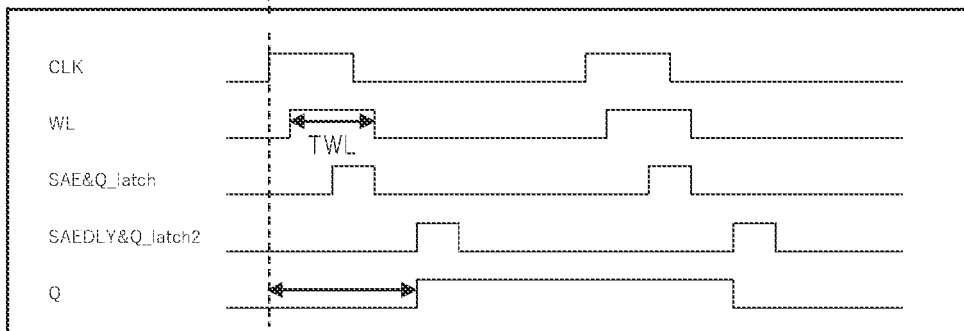 CLK
WL
TWL
SAE&Q_latch
SAEDLY&Q_latch2
Q